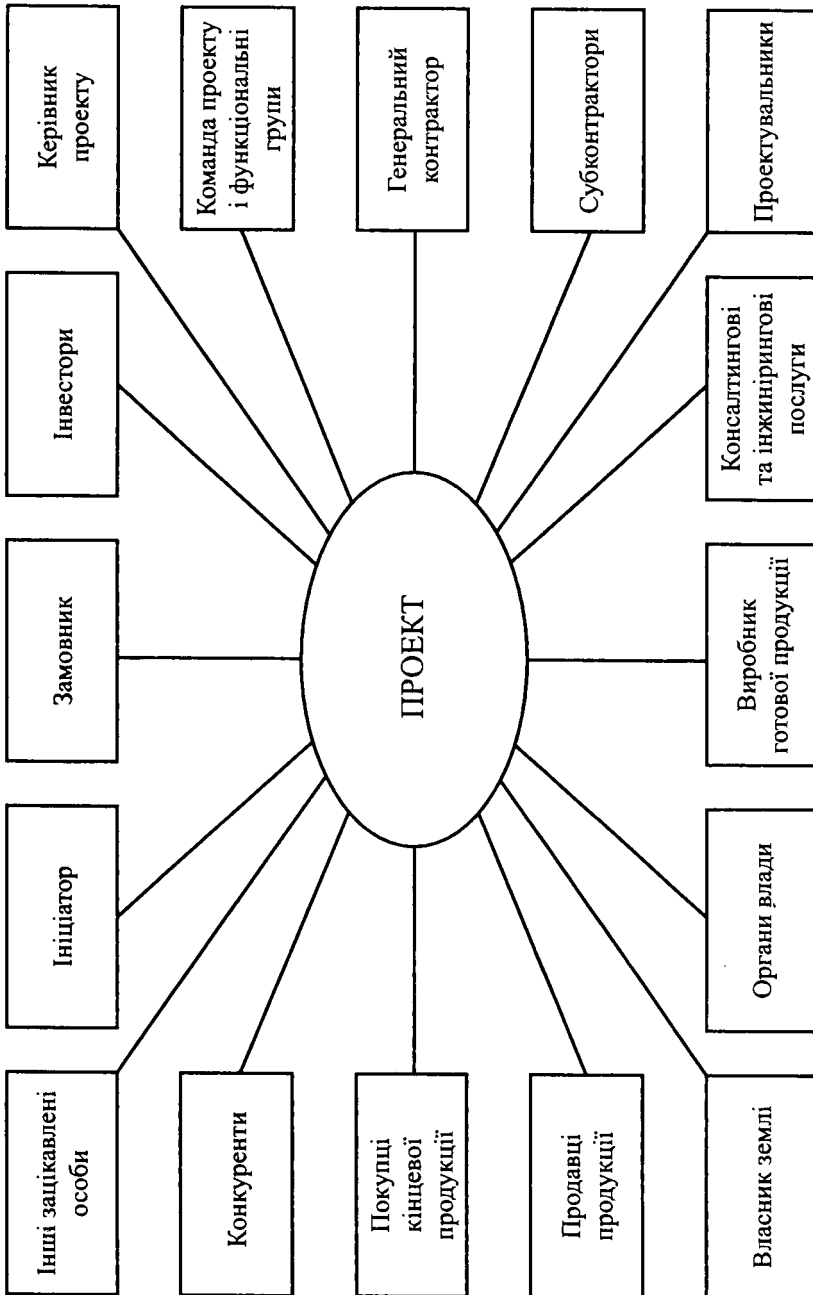 Інші зацікавлені
особи
Ініціатор
Замовник
Інвестори
Керівник
проекту
Конкуренти
Команда проекту
і функціональні
групи
Покупці
кінцевої
продукції
ПРОЕКТ
Генеральний
контрактор
Продавці
продукції
Субконтрактори
Власник землі
Органи влади
Виробник
готової продукції
Консалтингові
та інжинірингові
послуги
Проектувальники